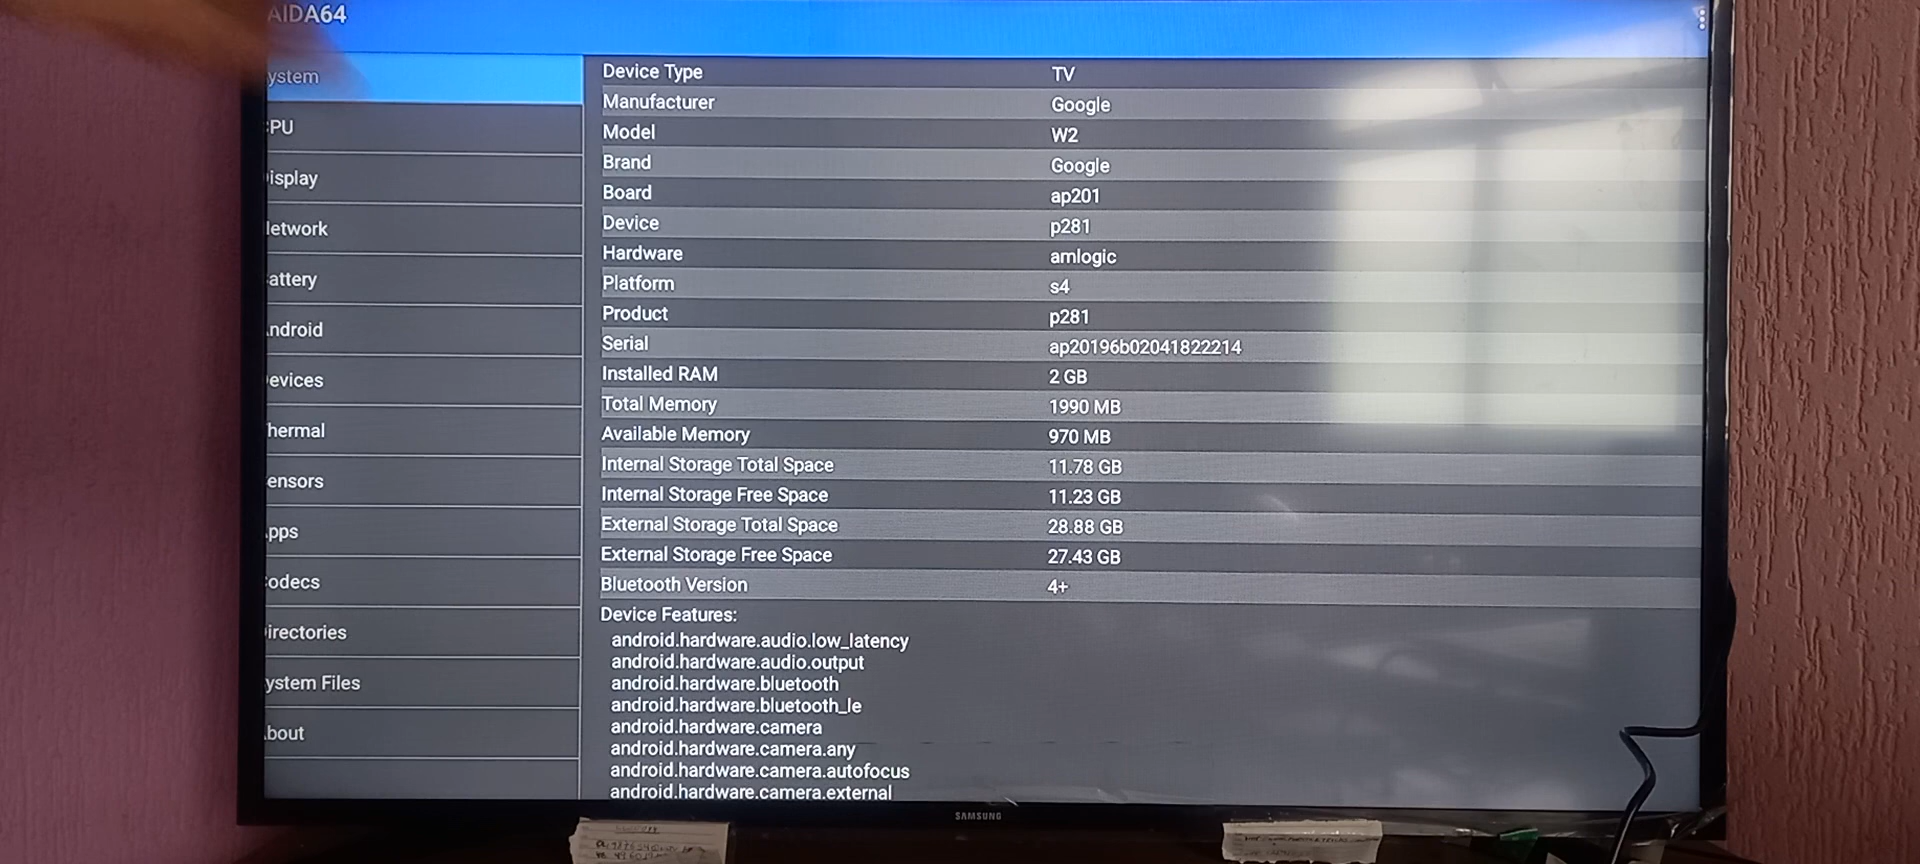 AIDA64
ystem
Device Type TV
Manufacturer Google
PU
Model W2
Brand Google
isplay
Board ap201
Device p281
etwork
Hardware amlogic
attery
Platform s4
Product p281
ndroid
Serial ap20196b02041822214
Installed RAM 2 GB
evices
Total Memory 1990 MB
hermal
Available Memory 970 MB
Internal Storage Total Space 11.78 GB
ensors
Internal Storage Free Space 11.23 GB
External Storage Total Space 28.88 GB
pps
External Storage Free Space 27.43 GB
odecs
Bluetooth Version 4+
Device Features:
irectories
android.hardware.audio.low_latency
android.hardware.audio.output
ystem Files
android.hardware.bluetooth
android.hardware.bluetooth_le
bout
android.hardware.camera
android.hardware.camera.any
android.hardware.camera.autofocus
android.hardware.camera.external
SAMSUNG